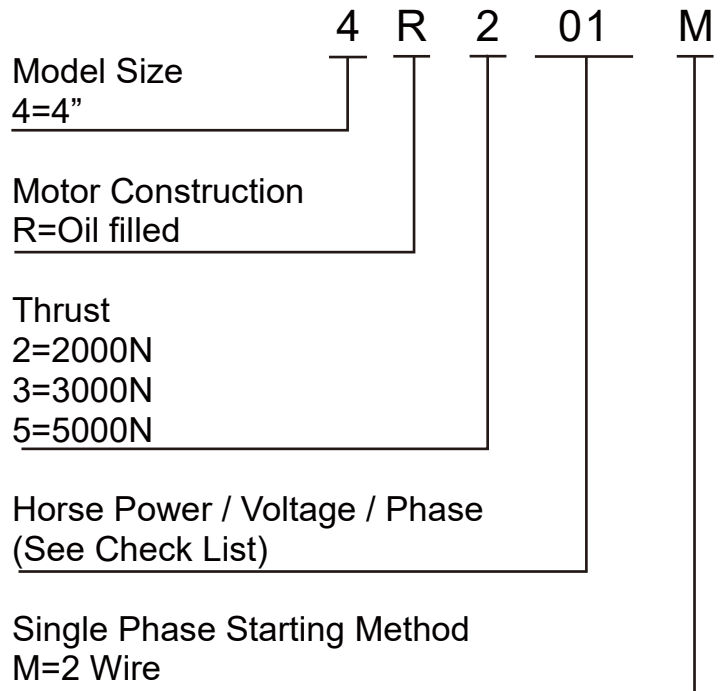 4 R 2 01 M
Model Size
4=4”
Motor Construction
R=Oil filled
Thrust
2=2000N
3=3000N
5=5000N
Horse Power / Voltage / Phase
(See Check List)
Single Phase Starting Method
M=2 Wire